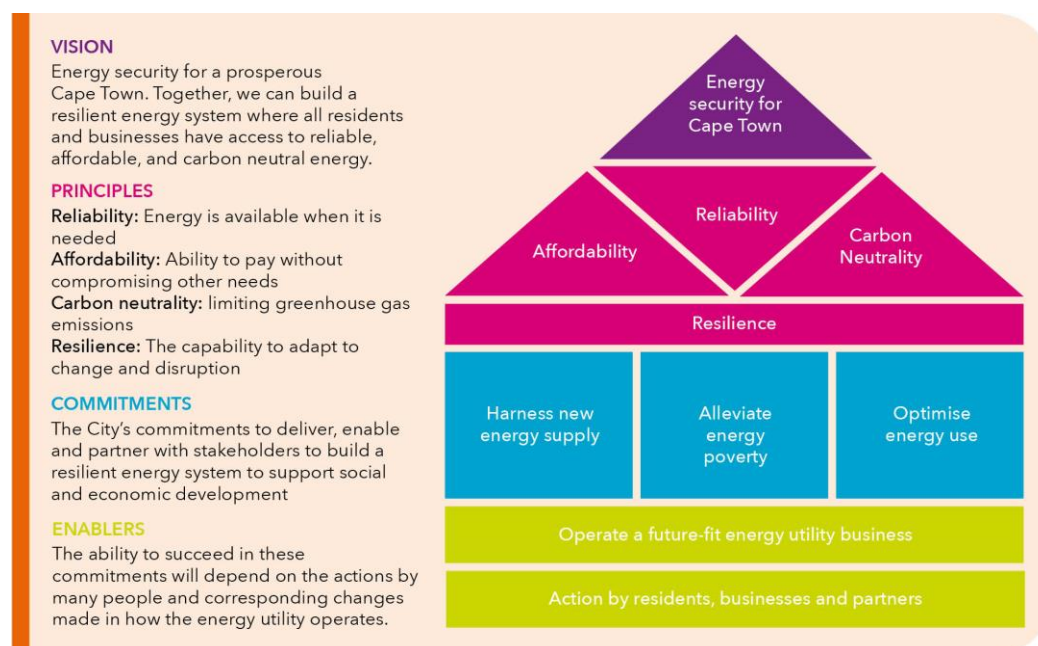 VISION
Energy security for a prosperous
Cape Town. Together, we can build a
resilient energy system where all residents
and businesses have access to reliable,
affordable, and carbon neutral energy.
PRINCIPLES
Reliability: Energy is available when it is
needed
Affordability: Ability to pay without
compromising other needs
Carbon neutrality: limiting greenhouse gas
emissions
Resilience: The capability to adapt to
change and disruption
COMMITMENTS
The City's commitments to deliver, enable
and partner with stakeholders to build a
resilient energy system to support social
and economic development
ENABLERS
The ability to succeed in these
commitments will depend on the actions by
many people and corresponding changes
made in how the energy utility operates.
Energy
security for
Cape Town
Affordability
Reliability
Carbon
Neutrality
Resilience
Harness new
energy supply
Alleviate
energy
poverty
Optimise
energy use
Operate a future-fit energy utility business
Action by residents, businesses and partners